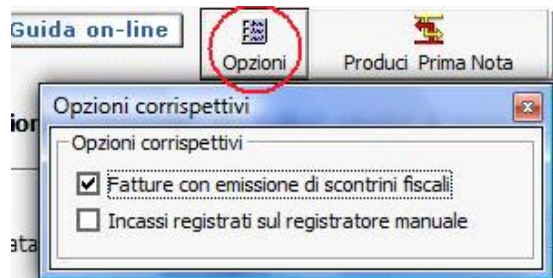 Guida on-line
Opzioni
Produci Prima Nota
Opzioni corrispettivi
Opzioni corrispettivi
Fatture con emissione di scontrini fiscali
Incassi registrati sul registratore manuale